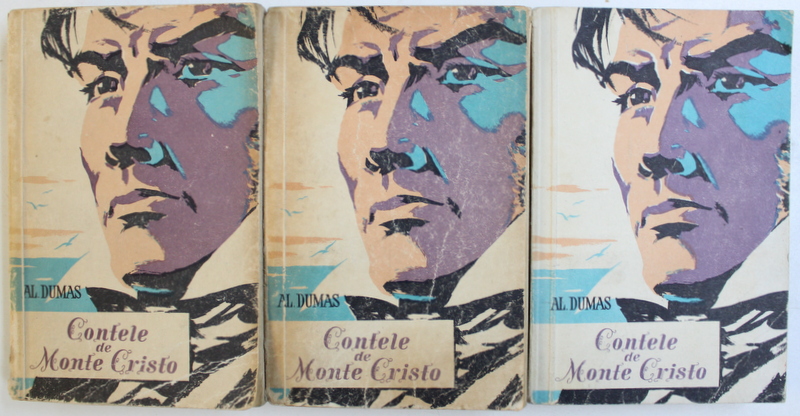 AL DUMAS
Contele
de
Monte Cristo
AL DUMAS
Contele
de
Monte Cristo
AL DUMAS
Contele
de
Monte Cristo